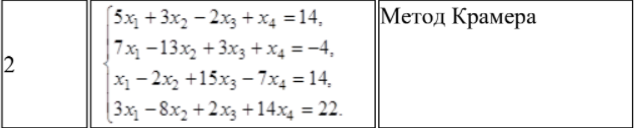 2
5x₁ + 3x₂ − 2x₃ + x₄ = 14,
7x₁ − 13x₂ + 3x₃ + x₄ = −4,
x₁ − 2x₂ + 15x₃ − 7x₄ = 14,
3x₁ − 8x₂ + 2x₃ + 14x₄ = 22.
Метод Крамера